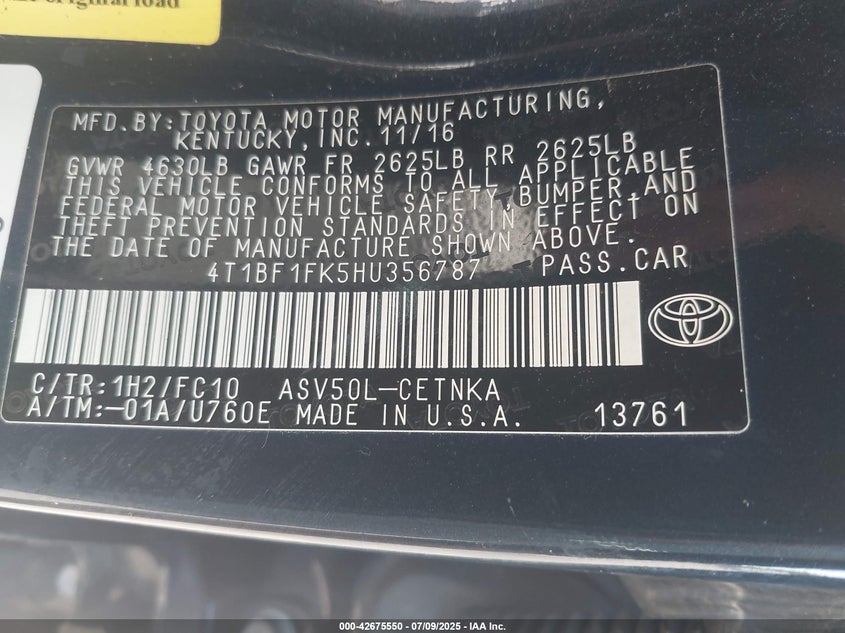 original load
MFD.BY:TOYOTA MOTOR MANUFACTURING,
KENTUCKY,INC.11/16
GVWR 4630LB GAWR FR 2625LB RR 2625LB
THIS VEHICLE CONFORMS TO ALL APPLICABLE
FEDERAL MOTOR VEHICLE SAFETY,BUMPER,AND
THEFT PREVENTION STANDARDS IN EFFECT ON
THE DATE OF MANUFACTURE SHOWN ABOVE.
4T1BF1FK5HU356787 PASS.CAR
C/TR:1H2/FC10 ASV50L-CETNKA
A/TM:-01A/U760E MADE IN U.S.A. 13761
000-42675550 - 07/09/2025 - IAA Inc.